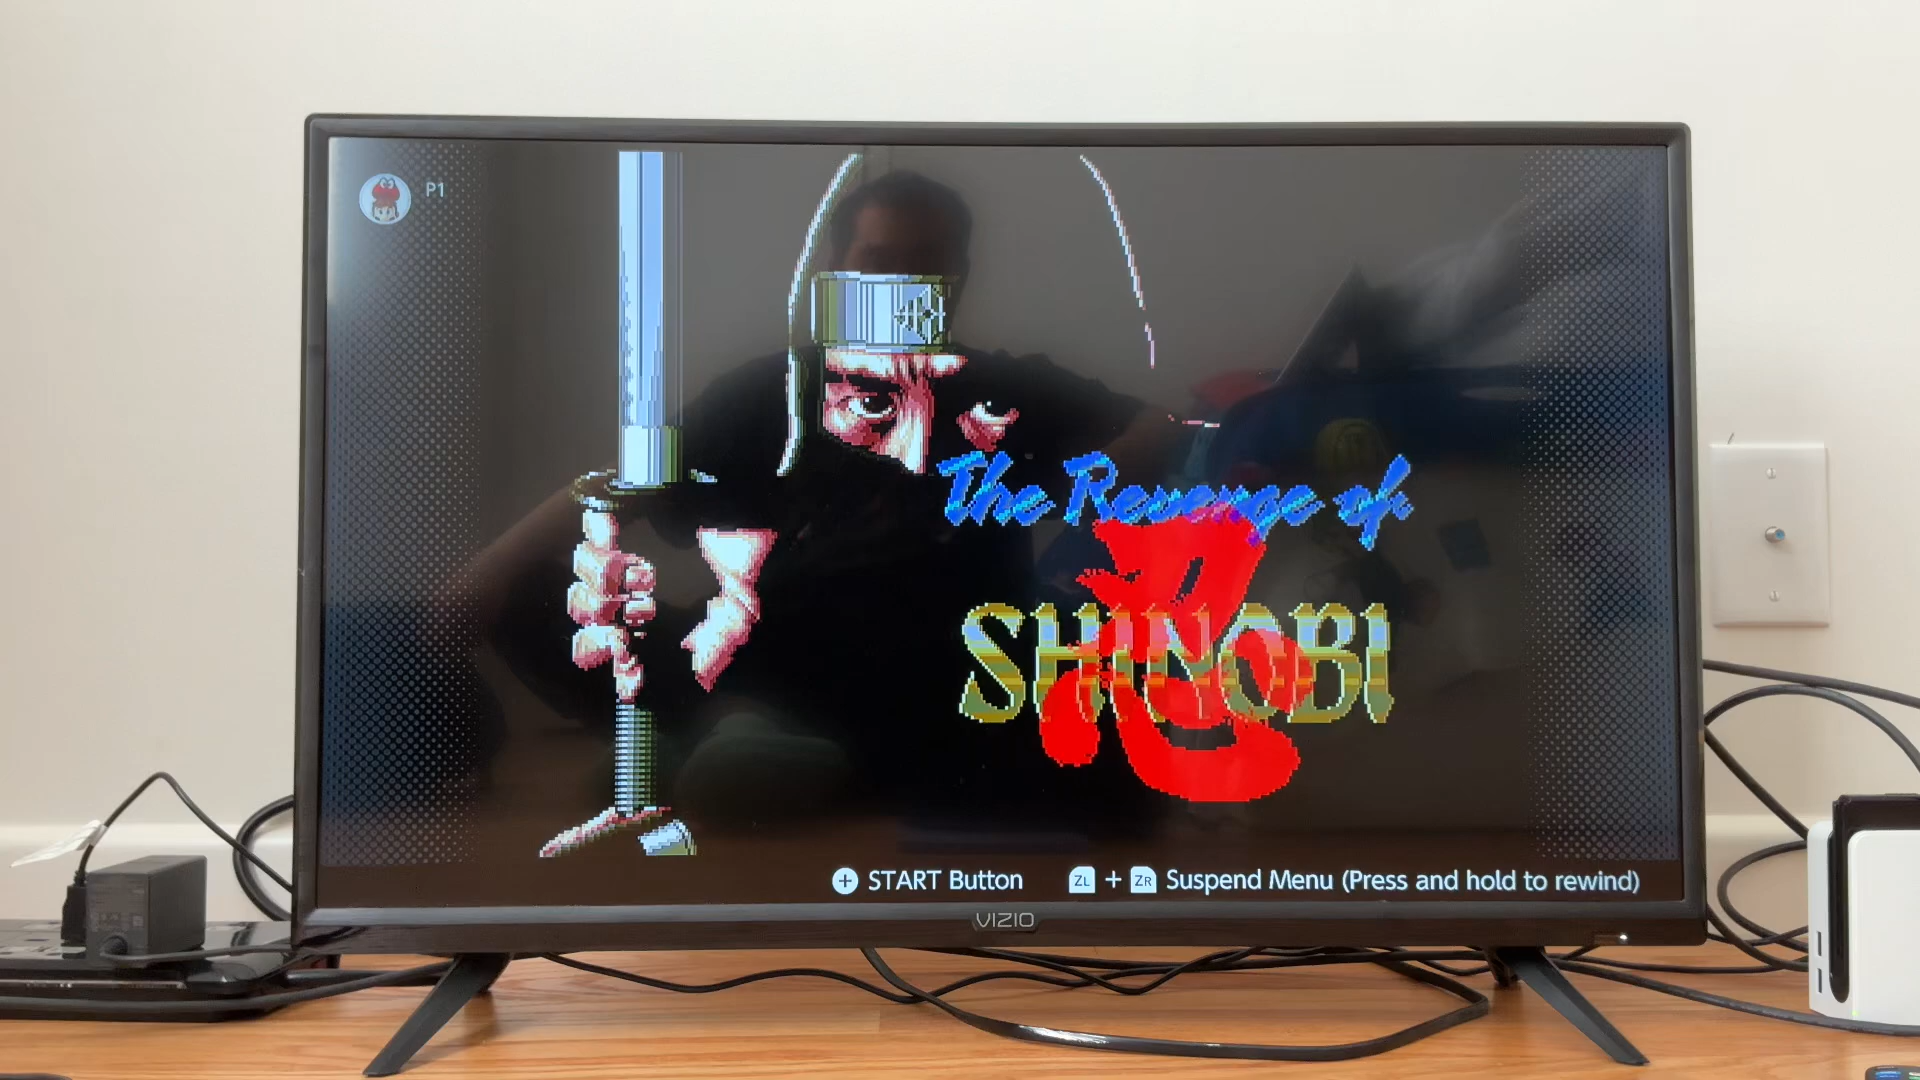 P1
The Revenge of
忍
SHINOBI
+ START Button ZL + ZR Suspend Menu (Press and hold to rewind)
VIZIO